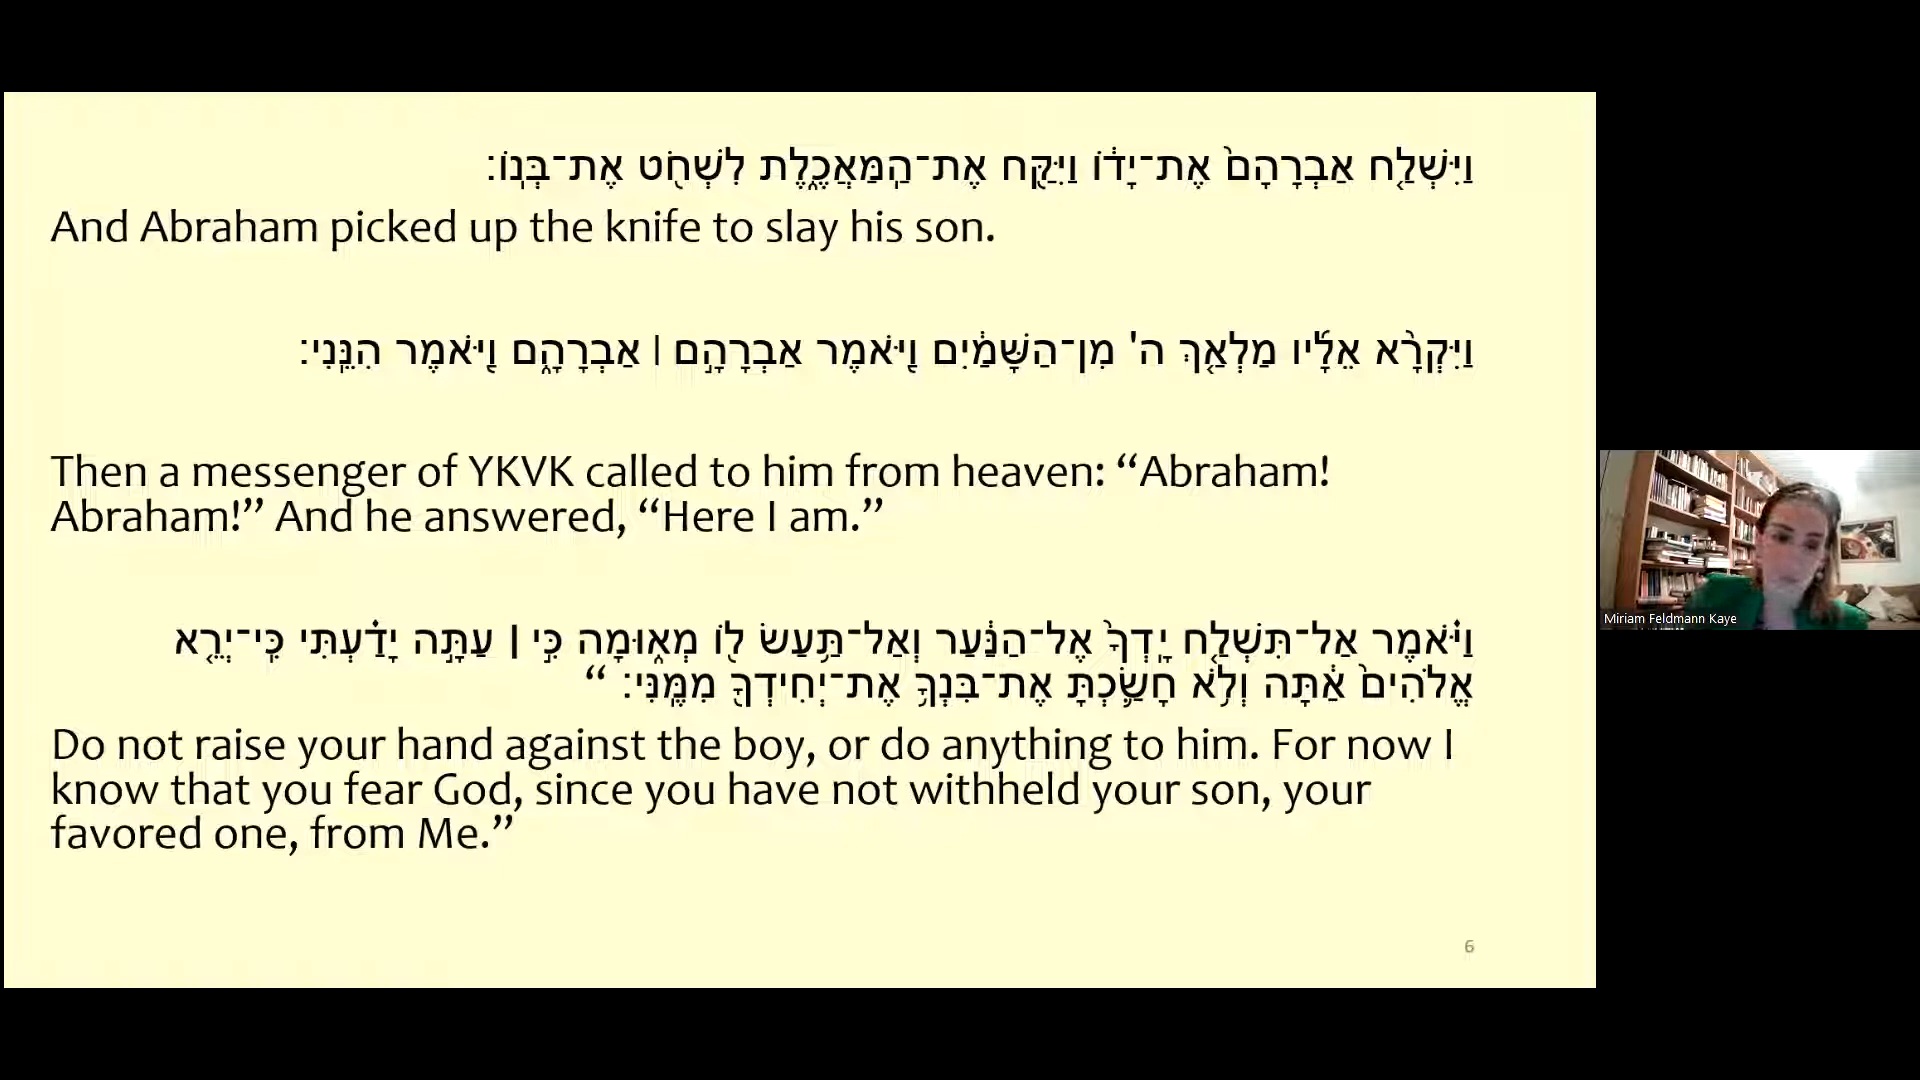 וַיִּשְׁלַ֤ח אַבְרָהָם֙ אֶת־יָד֔וֹ וַיִּקַּ֖ח אֶת־הַֽמַּאֲכֶ֑לֶת לִשְׁחֹ֖ט אֶת־בְּנֽוֹ׃
And Abraham picked up the knife to slay his son.
וַיִּקְרָ֨א אֵלָ֜יו מַלְאַ֤ךְ ה' מִן־הַשָּׁמַ֔יִם וַיֹּ֖אמֶר אַבְרָהָ֣ם ׀ אַבְרָהָ֑ם וַיֹּ֖אמֶר הִנֵּֽנִי׃
Then a messenger of YKVK called to him from heaven: “Abraham!
Abraham!” And he answered, “Here I am.”
וַיֹּ֗אמֶר אַל־תִּשְׁלַ֤ח יָֽדְךָ֙ אֶל־הַנַּ֔עַר וְאַל־תַּ֥עַשׂ ל֖וֹ מְא֑וּמָה כִּ֣י ׀ עַתָּ֣ה יָדַ֗עְתִּי כִּֽי־יְרֵ֤א
אֱלֹהִים֙ אַ֔תָּה וְלֹ֥א חָשַׂ֛כְתָּ אֶת־בִּנְךָ֥ אֶת־יְחִידְךָ֖ מִמֶּֽנִּי׃ “
Do not raise your hand against the boy, or do anything to him. For now I
know that you fear God, since you have not withheld your son, your
favored one, from Me.”
6
Miriam Feldmann Kaye